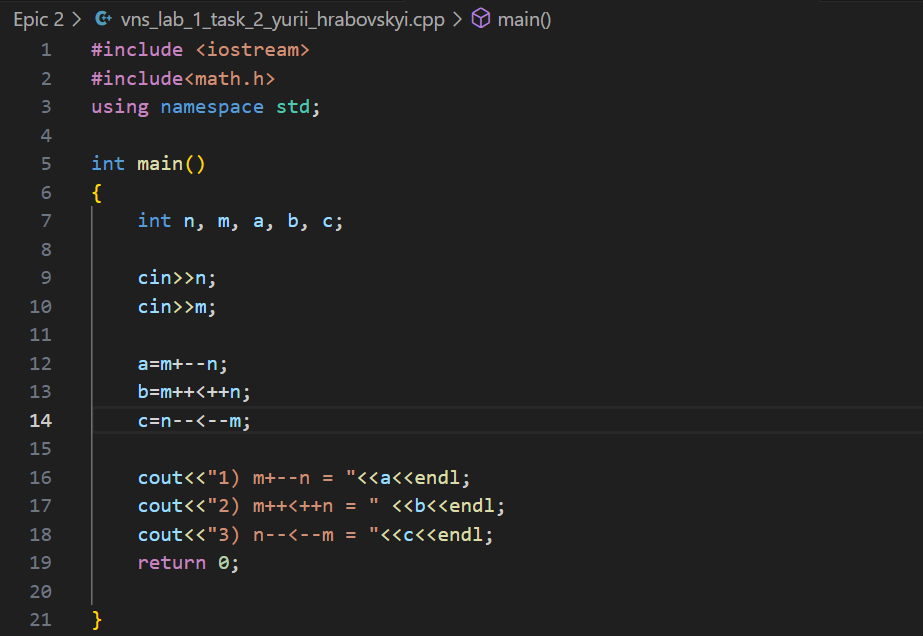 Epic 2 > vns_lab_1_task_2_yurii_hrabovskyi.cpp > main()
1 #include <iostream>
2 #include<math.h>
3 using namespace std;
4
5 int main()
6 {
7 int n, m, a, b, c;
8
9 cin>>n;
10 cin>>m;
11
12 a=m+--n;
13 b=m++<++n;
14 c=n--<--m;
15
16 cout<<"1) m+--n = "<<a<<endl;
17 cout<<"2) m++<++n = " <<b<<endl;
18 cout<<"3) n--<--m = "<<c<<endl;
19 return 0;
20
21 }